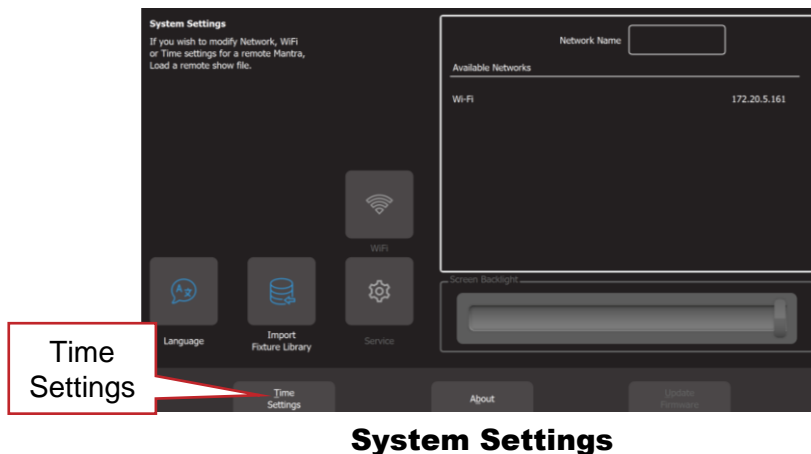 System Settings
If you wish to modify Network, WiFi
or Time settings for a remote Mantra,
Load a remote show file.
Network Name
Available Networks
Wi-Fi 172.20.5.161
WiFi
Screen Backlight
Language
Import
Fixture Library
Service
Time
Settings
Time
Settings
About
Update
Firmware
System Settings